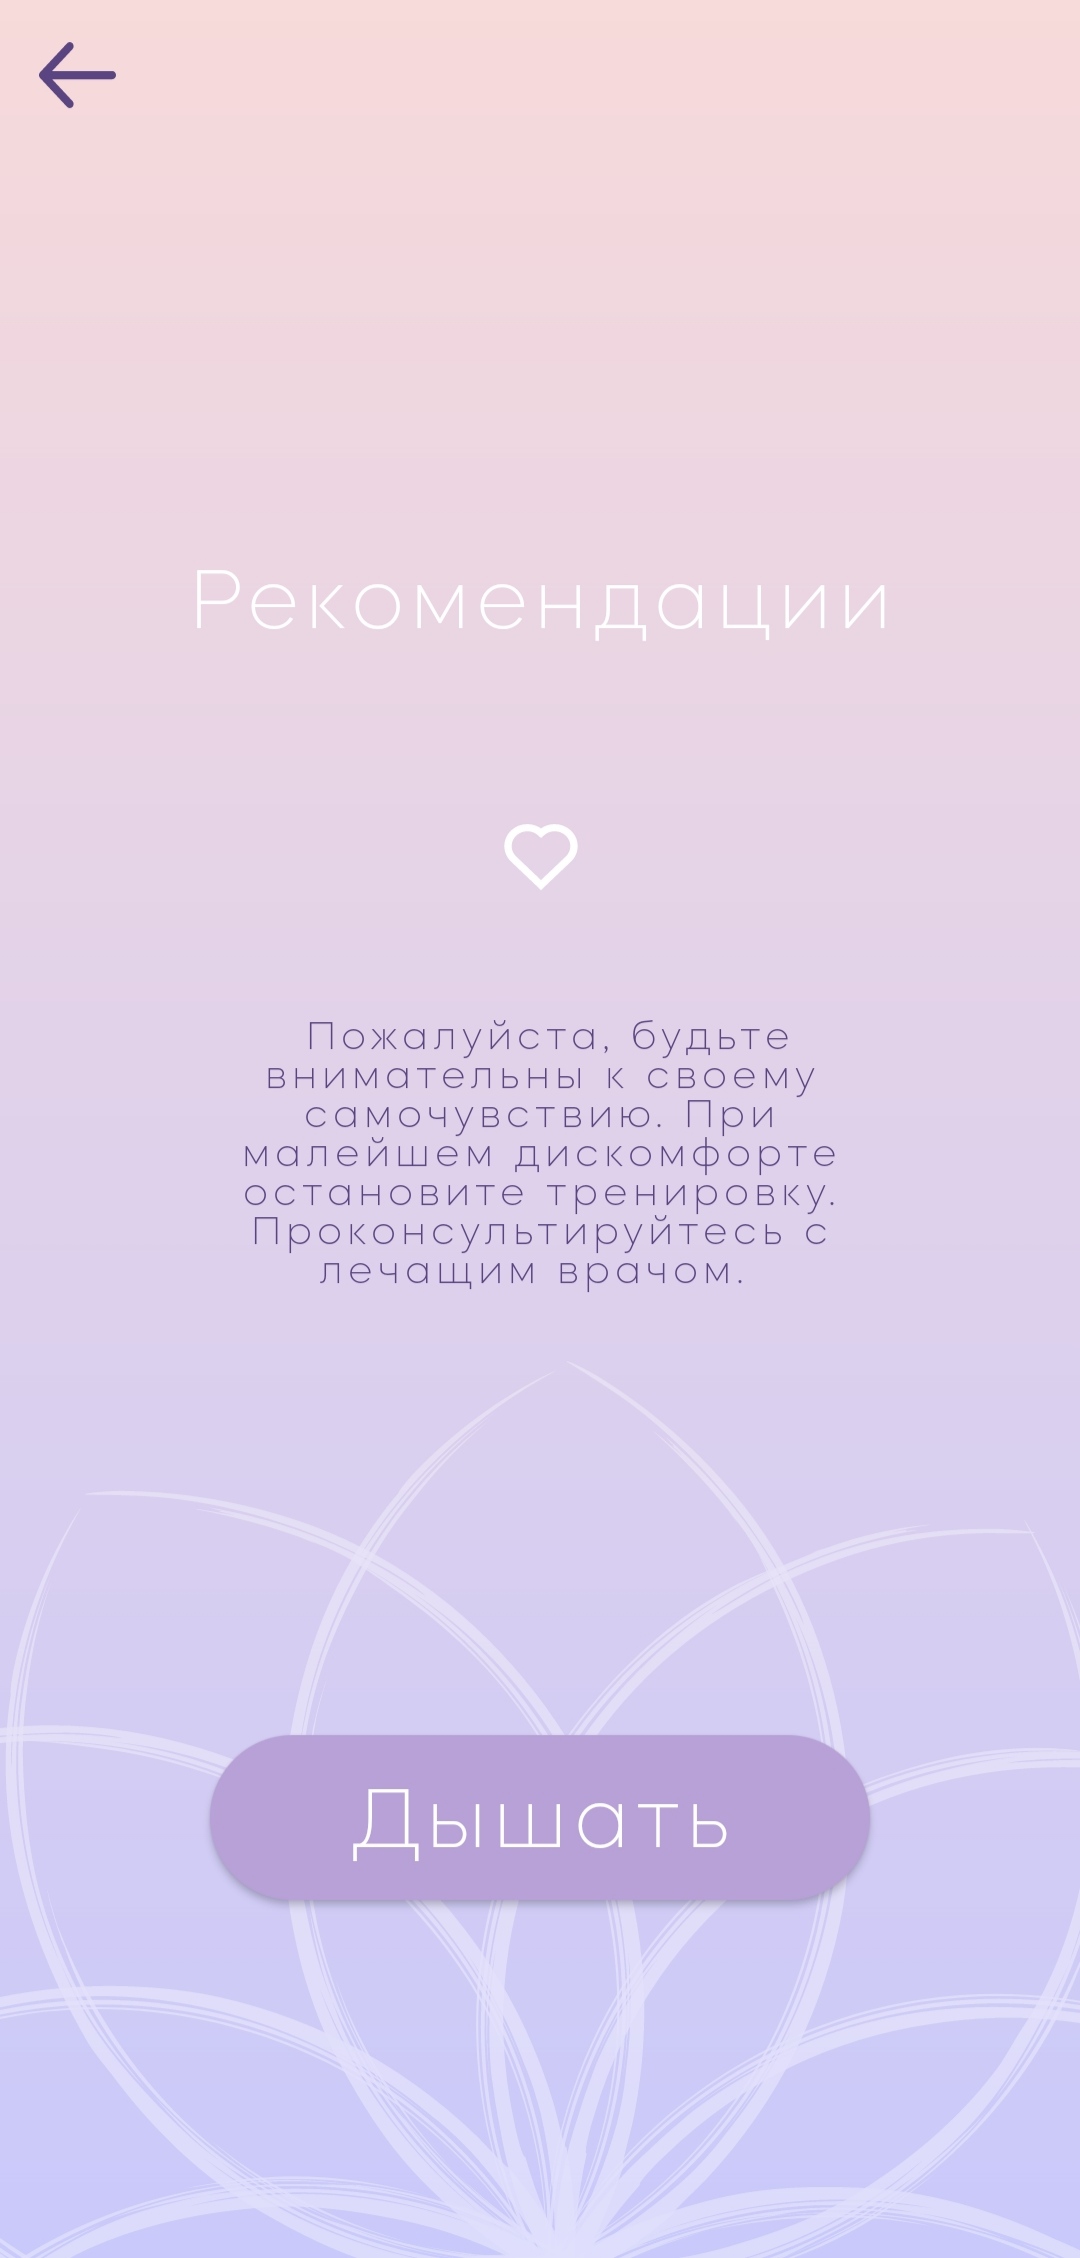 Рекомендации
Пожалуйста, будьте
внимательны к своему
самочувствию. При
малейшем дискомфорте
остановите тренировку.
Проконсультируйтесь с
лечащим врачом.
Дышать